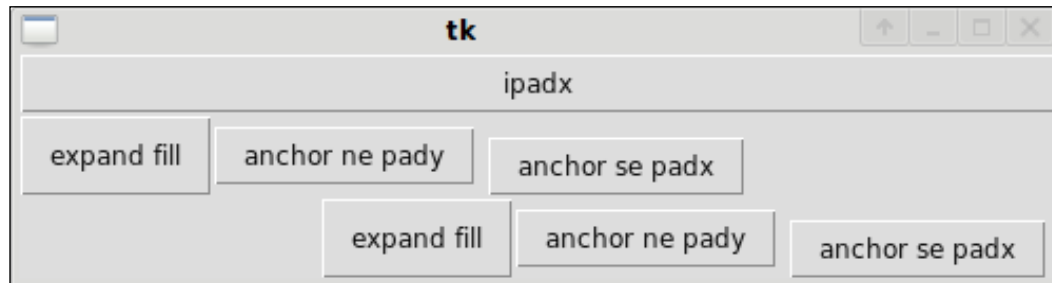 tk
ipadx
expand fill anchor ne pady anchor se padx
expand fill anchor ne pady anchor se padx